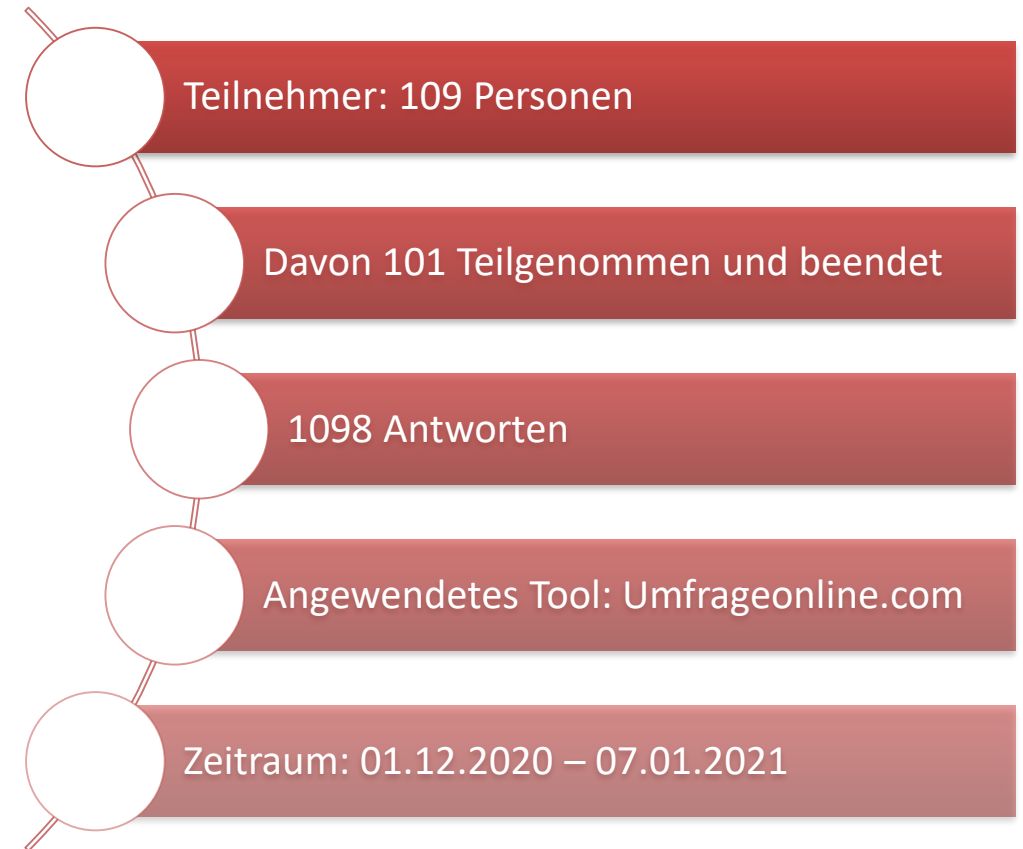 Teilnehmer: 109 Personen
Davon 101 Teilgenommen und beendet
1098 Antworten
Angewendetes Tool: Umfrageonline.com
Zeitraum: 01.12.2020 – 07.01.2021